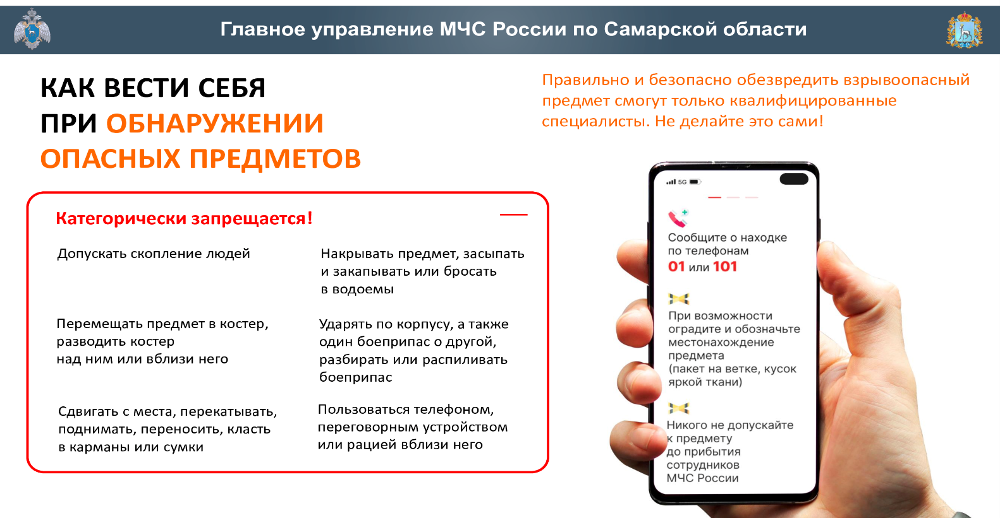 Главное управление МЧС России по Самарской области
КАК ВЕСТИ СЕБЯ
ПРИ ОБНАРУЖЕНИИ
ОПАСНЫХ ПРЕДМЕТОВ
Правильно и безопасно обезвредить взрывоопасный
предмет смогут только квалифицированные
специалисты. Не делайте это сами!
Категорически запрещается!
Допускать скопление людей
Накрывать предмет, засыпать
и закапывать или бросать
в водоемы
Перемещать предмет в костер,
разводить костер
над ним или вблизи него
Ударять по корпусу, а также
один боеприпас о другой,
разбирать или распиливать
боеприпас
Сдвигать с места, перекатывать,
поднимать, переносить, класть
в карманы или сумки
Пользоваться телефоном,
переговорным устройством
или рацией вблизи него
5G
Сообщите о находке
по телефонам
01 или 101
При возможности
оградите и обозначьте
местонахождение
предмета
(пакет на ветке, кусок
яркой ткани)
Никого не допускайте
к предмету
до прибытия
сотрудников
МЧС России